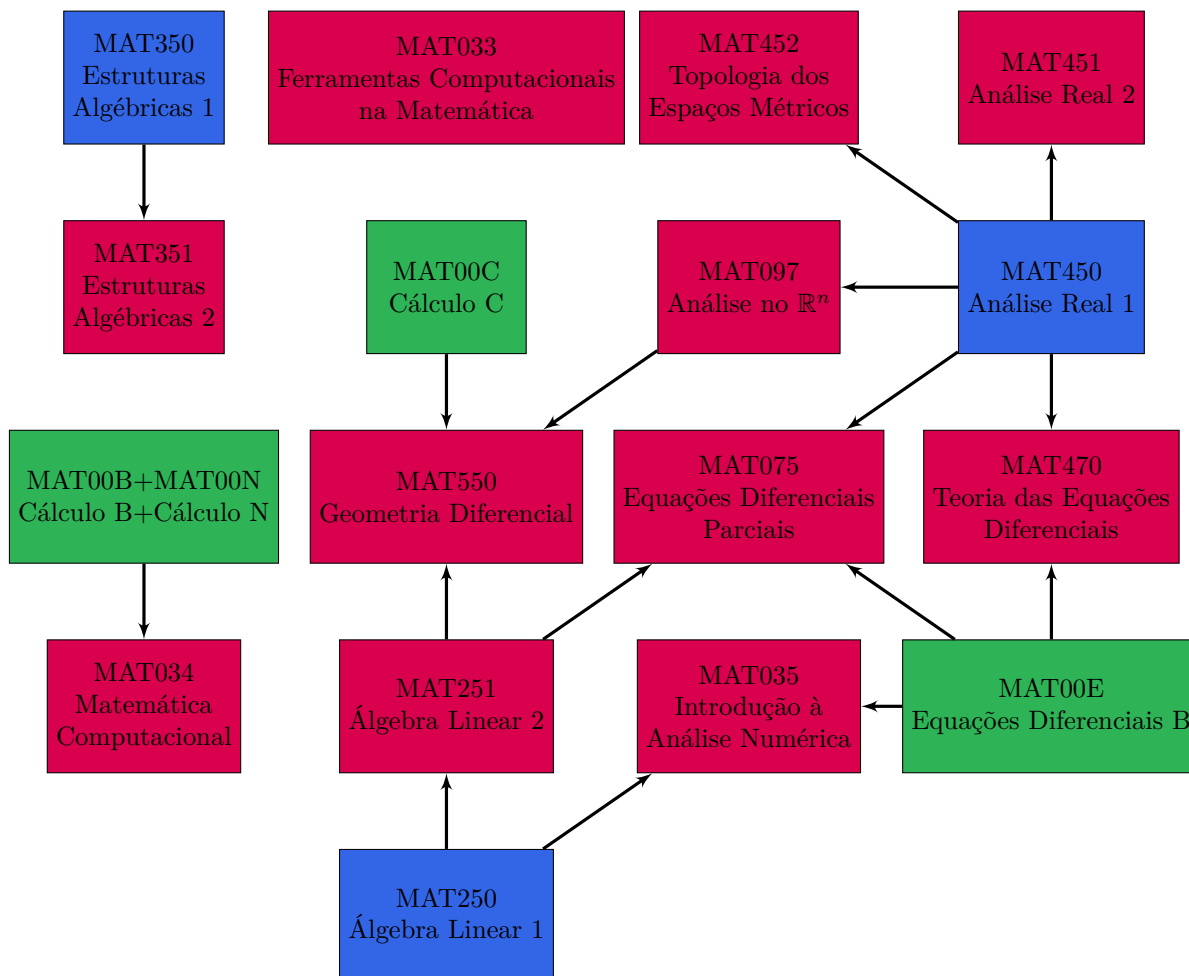 MAT350
Estruturas
Algébricas 1
MAT033
Ferramentas Computacionais
na Matemática
MAT452
Topologia dos
Espaços Métricos
MAT451
Análise Real 2
MAT351
Estruturas
Algébricas 2
MAT00C
Cálculo C
MAT097
Análise no ℝⁿ
MAT450
Análise Real 1
MAT00B+MAT00N
Cálculo B+Cálculo N
MAT550
Geometria Diferencial
MAT075
Equações Diferenciais
Parciais
MAT470
Teoria das Equações
Diferenciais
MAT034
Matemática
Computacional
MAT251
Álgebra Linear 2
MAT035
Introdução à
Análise Numérica
MAT00E
Equações Diferenciais B
MAT250
Álgebra Linear 1